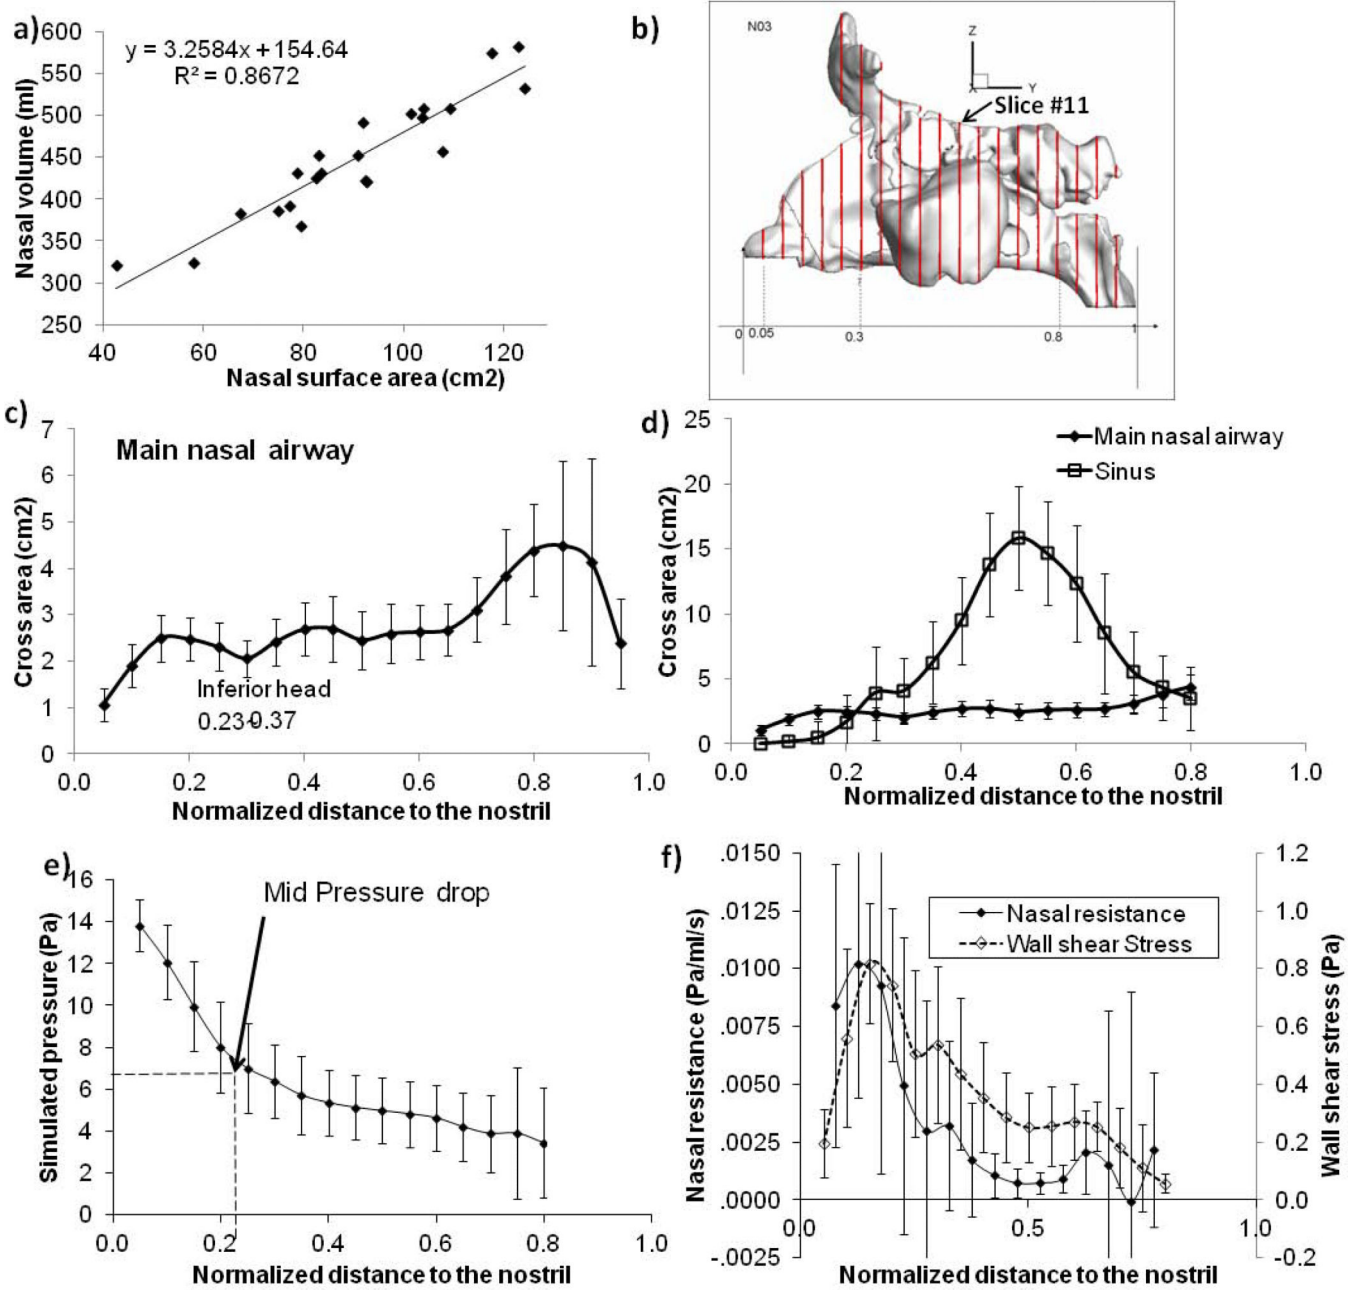 a)
600
550
500
450
400
350
300
250
Nasal volume (ml)
y = 3.2584x + 154.64
R² = 0.8672
40
60
80
100
120
Nasal surface area (cm2)
b)
N03
Z
X
Y
Slice #11
0
0.05
0.3
0.8
1
c)
7
6
5
4
3
2
1
0
Cross area (cm2)
Main nasal airway
Inferior head
0.23-0.37
0.0
0.2
0.4
0.6
0.8
1.0
Normalized distance to the nostril
d)
25
20
15
10
5
0
Cross area (cm2)
Main nasal airway
Sinus
0.0
0.2
0.4
0.6
0.8
1.0
Normalized distance to the nostril
e)
16
14
12
10
8
6
4
2
0
Simulated pressure (Pa)
Mid Pressure drop
0.0
0.2
0.4
0.6
0.8
1.0
Normalized distance to the nostril
f)
.0150
.0125
.0100
.0075
.0050
.0025
.0000
-.0025
Nasal resistance (Pa/ml/s)
Nasal resistance
Wall shear Stress
1.2
1.0
0.8
0.6
0.4
0.2
0.0
-0.2
Wall shear stress (Pa)
0.0
0.5
1.0
Normalized distance to the nostril